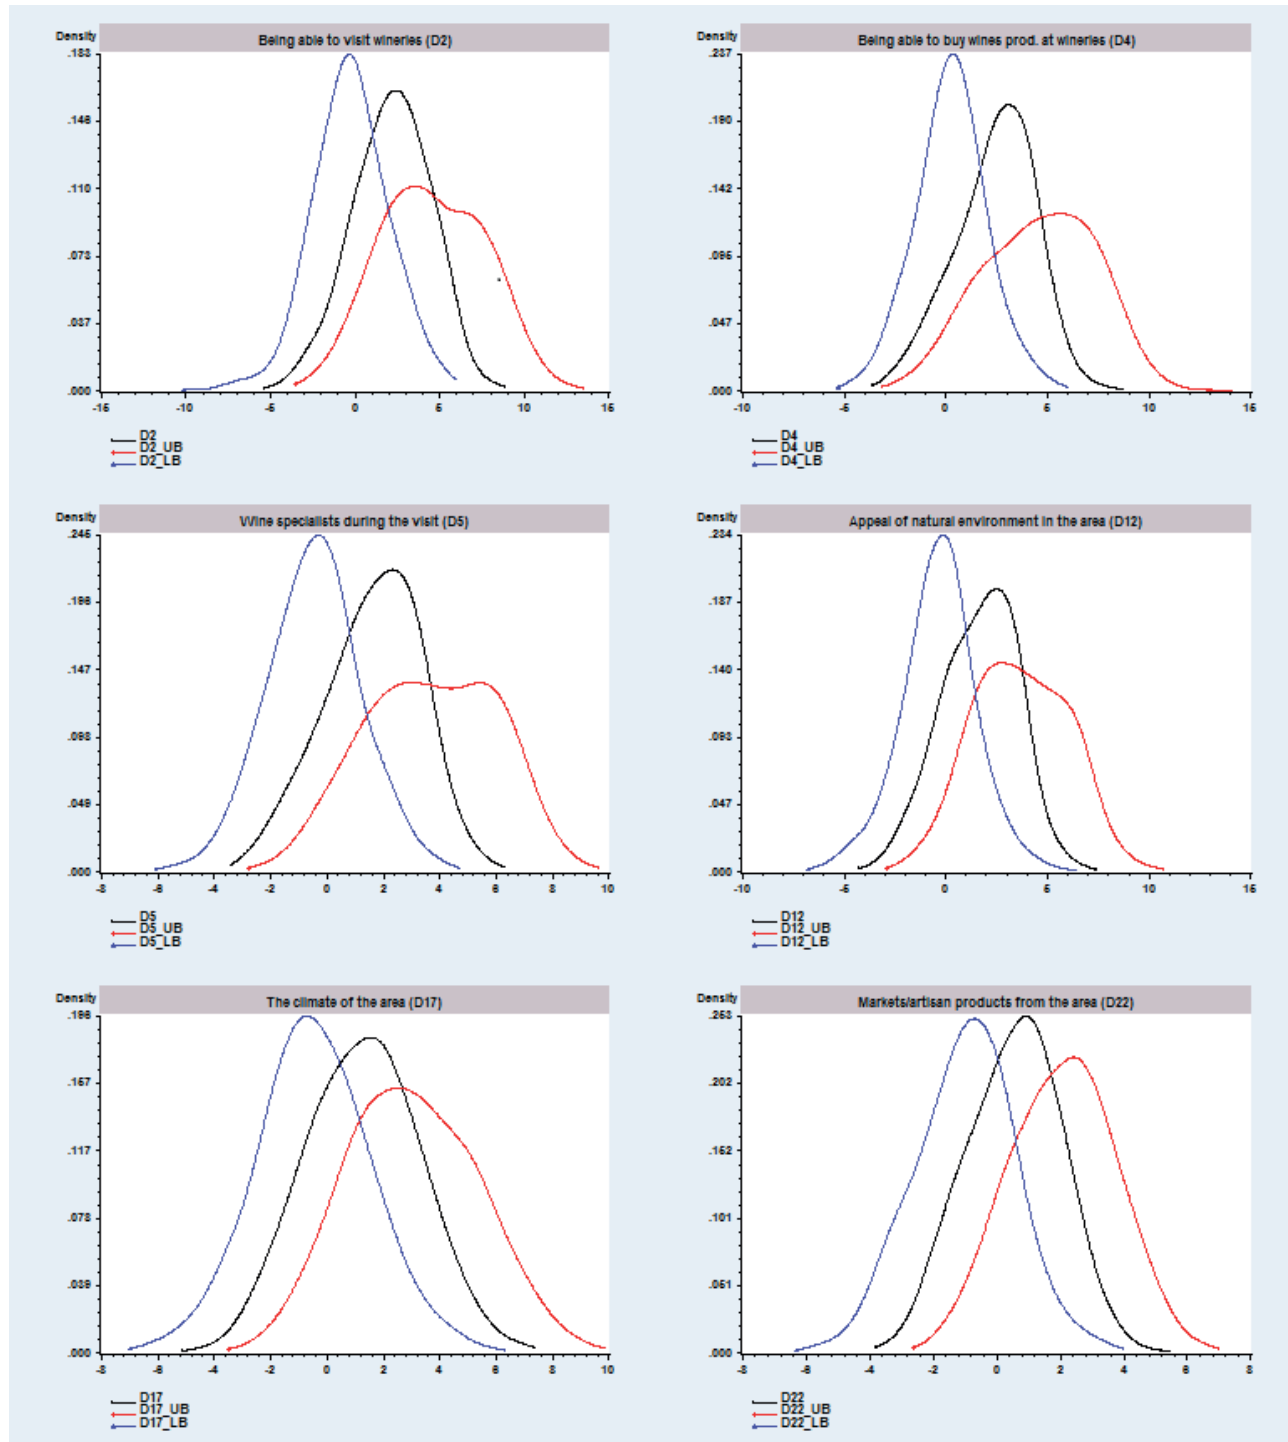 Density
Being able to visit wineries (D2)
.183
.146
.110
.073
.037
.000
-15 -10 -5 0 5 10 15
D2
D2_UB
D2_LB
Density
Being able to buy wines prod. at wineries (D4)
.237
.190
.142
.095
.047
.000
-10 -5 0 5 10 15
D4
D4_UB
D4_LB
Density
Wine specialists during the visit (D5)
.245
.196
.147
.098
.049
.000
-8 -6 -4 -2 0 2 4 6 8 10
D5
D5_UB
D5_LB
Density
Appeal of natural environment in the area (D12)
.234
.187
.140
.093
.047
.000
-10 -5 0 5 10 15
D12
D12_UB
D12_LB
Density
The climate of the area (D17)
.196
.157
.117
.078
.039
.000
-8 -6 -4 -2 0 2 4 6 8 10
D17
D17_UB
D17_LB
Density
Markets/artisan products from the area (D22)
.253
.202
.152
.101
.051
.000
-8 -6 -4 -2 0 2 4 6 8
D22
D22_UB
D22_LB